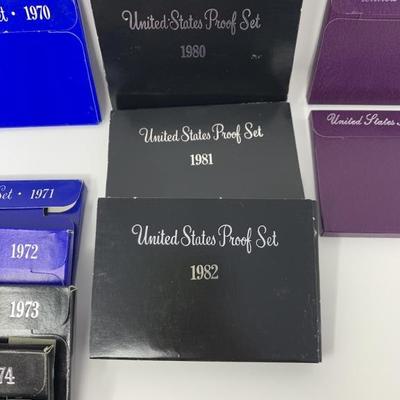 et • 1970
United States Proof Set
1980
United States Proof Set
1981
United States Proof Set
1982
Set • 1971
1972
1973
74
United States